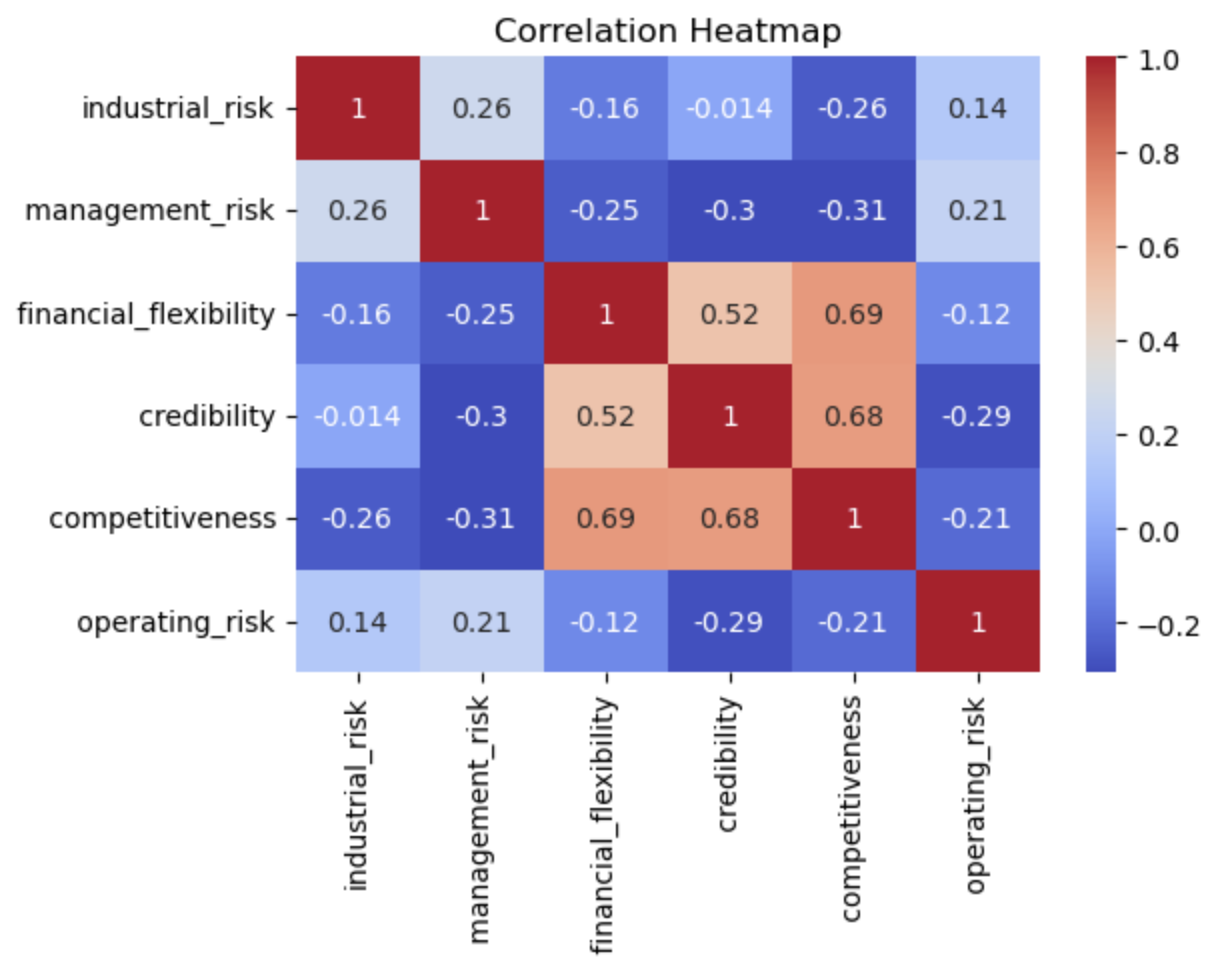 Correlation Heatmap
industrial_risk 1 0.26 -0.16 -0.014 -0.26 0.14
management_risk 0.26 1 -0.25 -0.3 -0.31 0.21
financial_flexibility -0.16 -0.25 1 0.52 0.69 -0.12
credibility -0.014 -0.3 0.52 1 0.68 -0.29
competitiveness -0.26 -0.31 0.69 0.68 1 -0.21
operating_risk 0.14 0.21 -0.12 -0.29 -0.21 1
industrial_risk
management_risk
financial_flexibility
credibility
competitiveness
operating_risk
1.0
0.8
0.6
0.4
0.2
0.0
−0.2